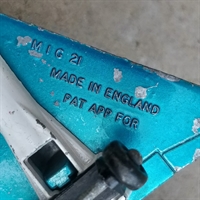 MIG 21
MADE IN ENGLAND
PAT APP FOR